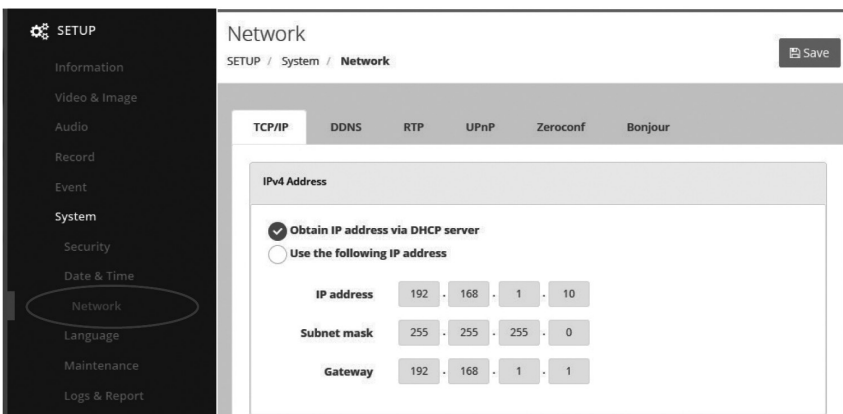 SETUP
Information
Video & Image
Audio
Record
Event
System
Security
Date & Time
Network
Language
Maintenance
Logs & Report
Network
SETUP / System / Network
Save
TCP/IP DDNS RTP UPnP Zeroconf Bonjour
IPv4 Address
Obtain IP address via DHCP server
Use the following IP address
IP address 192 . 168 . 1 . 10
Subnet mask 255 . 255 . 255 . 0
Gateway 192 . 168 . 1 . 1